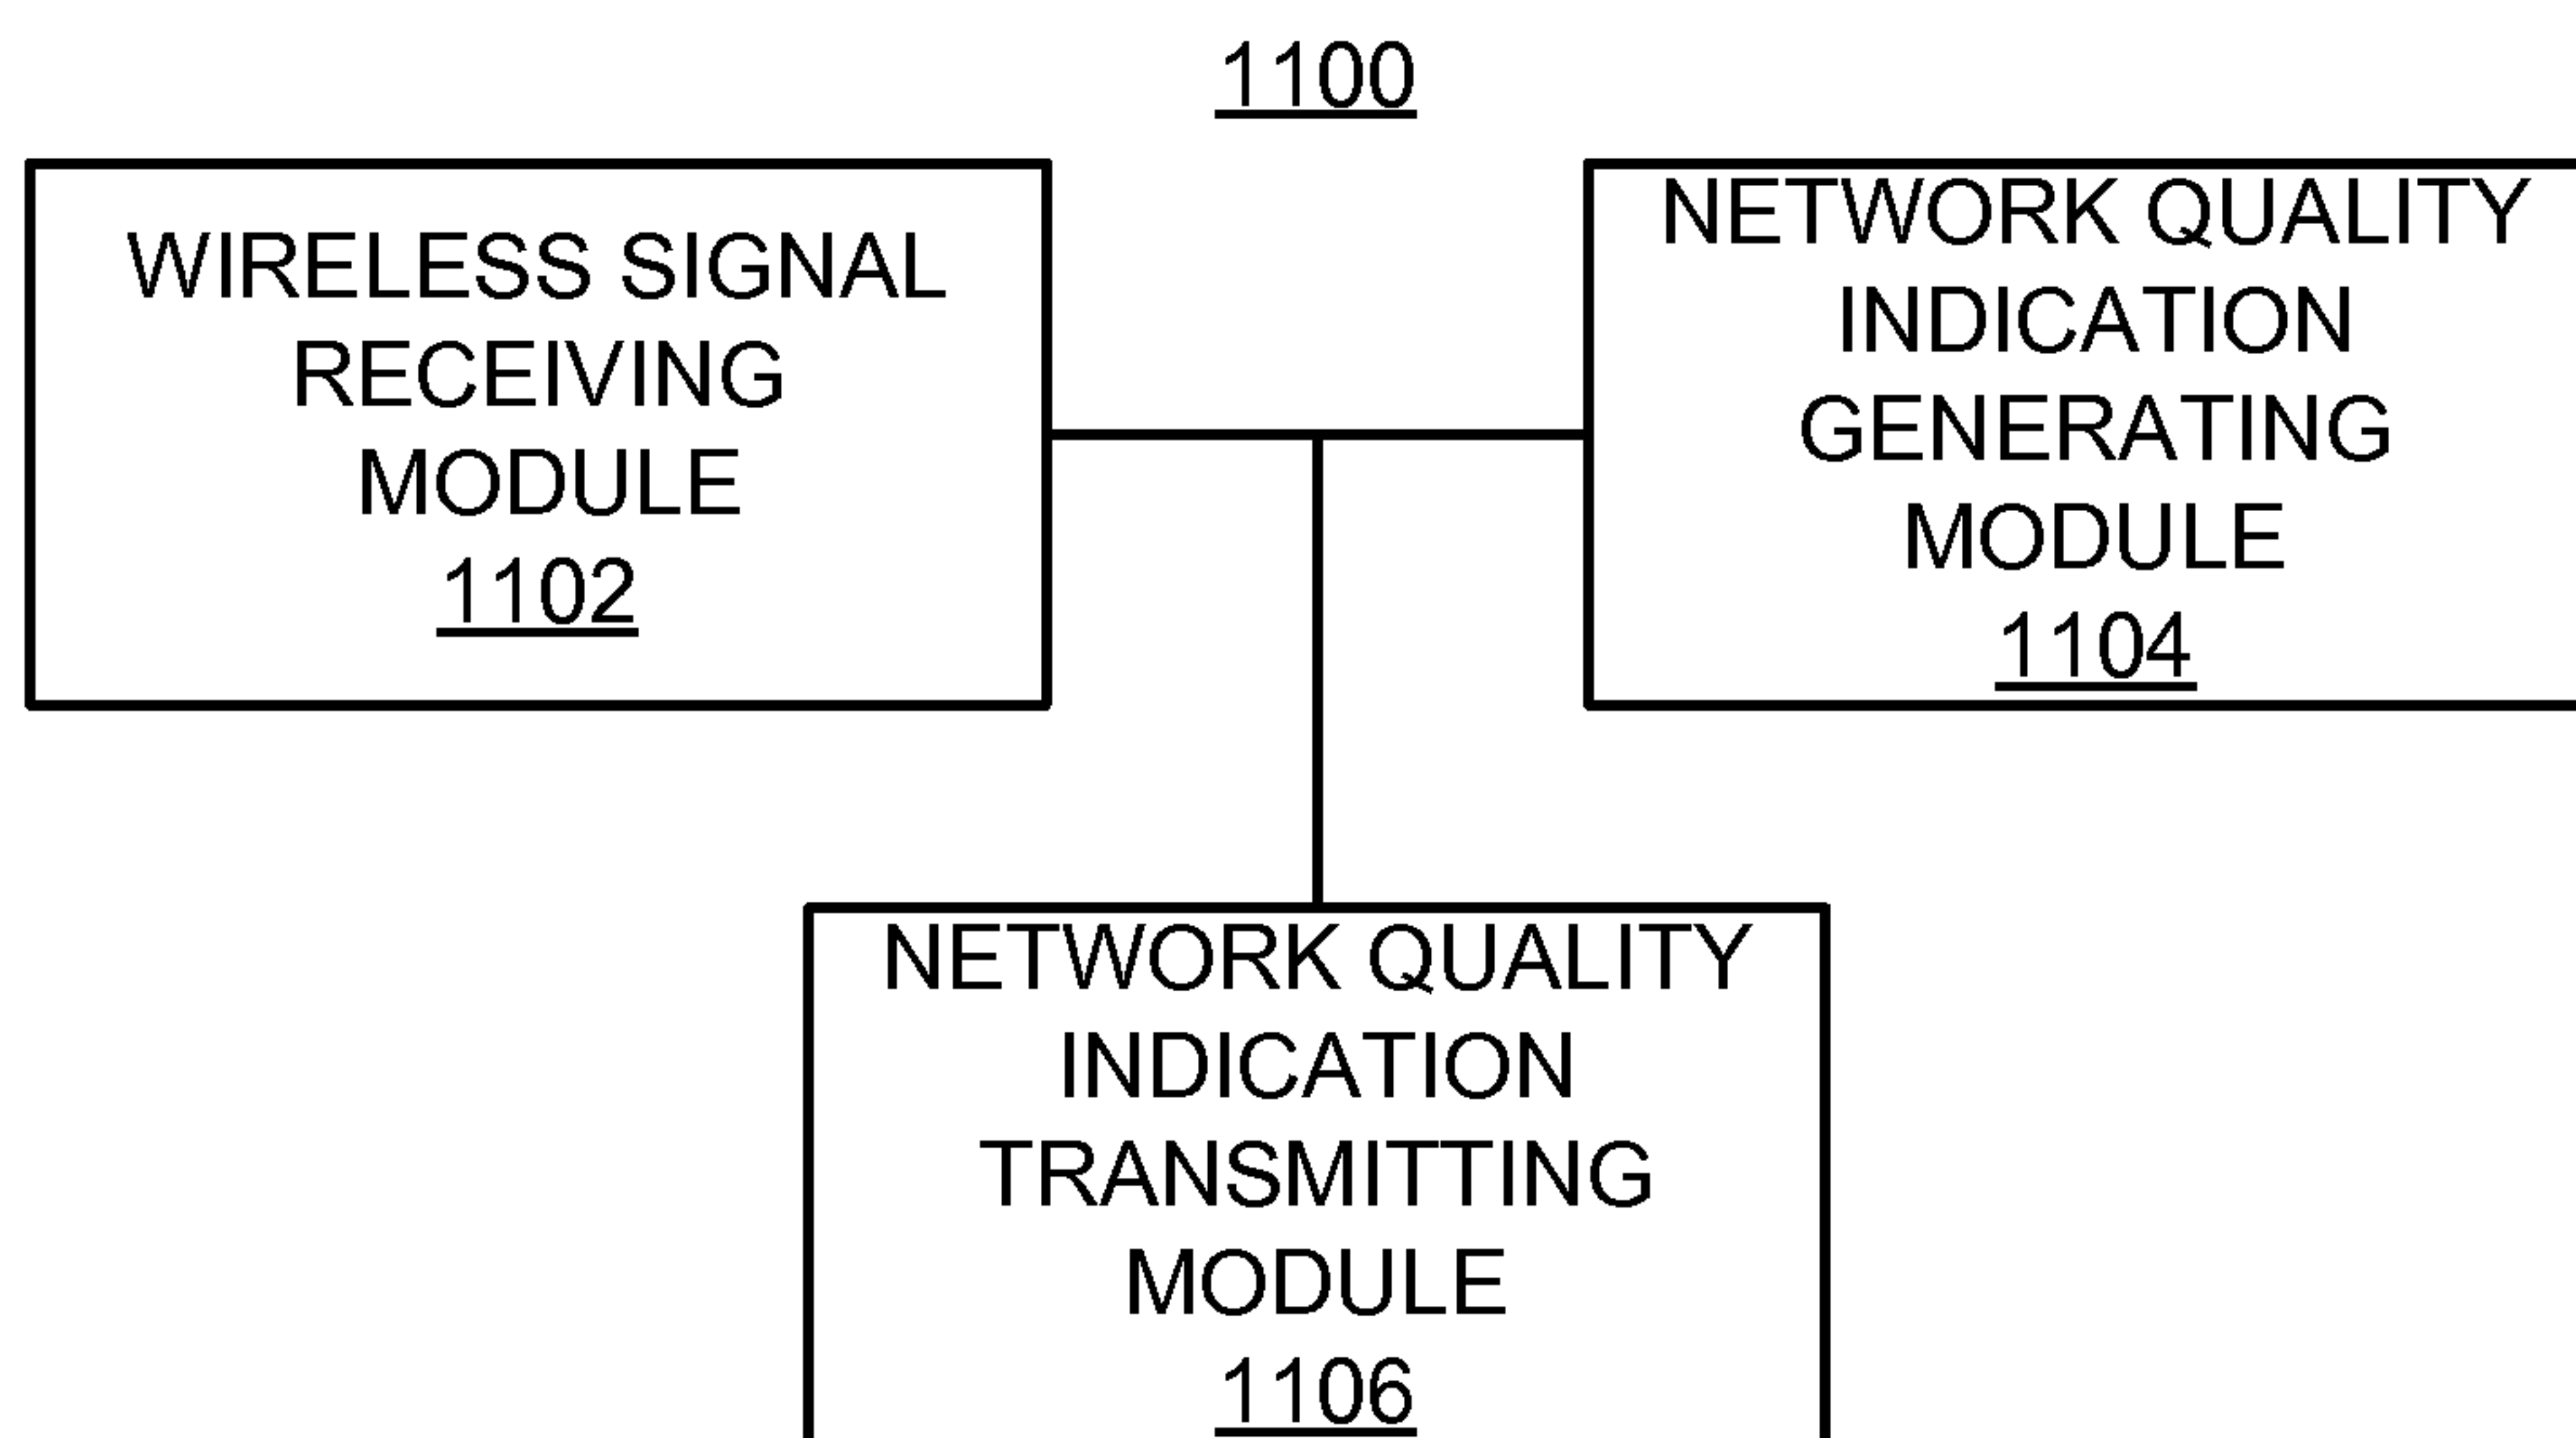 1100
WIRELESS SIGNAL
RECEIVING
MODULE
1102
NETWORK QUALITY
INDICATION
GENERATING
MODULE
1104
NETWORK QUALITY
INDICATION
TRANSMITTING
MODULE
1106